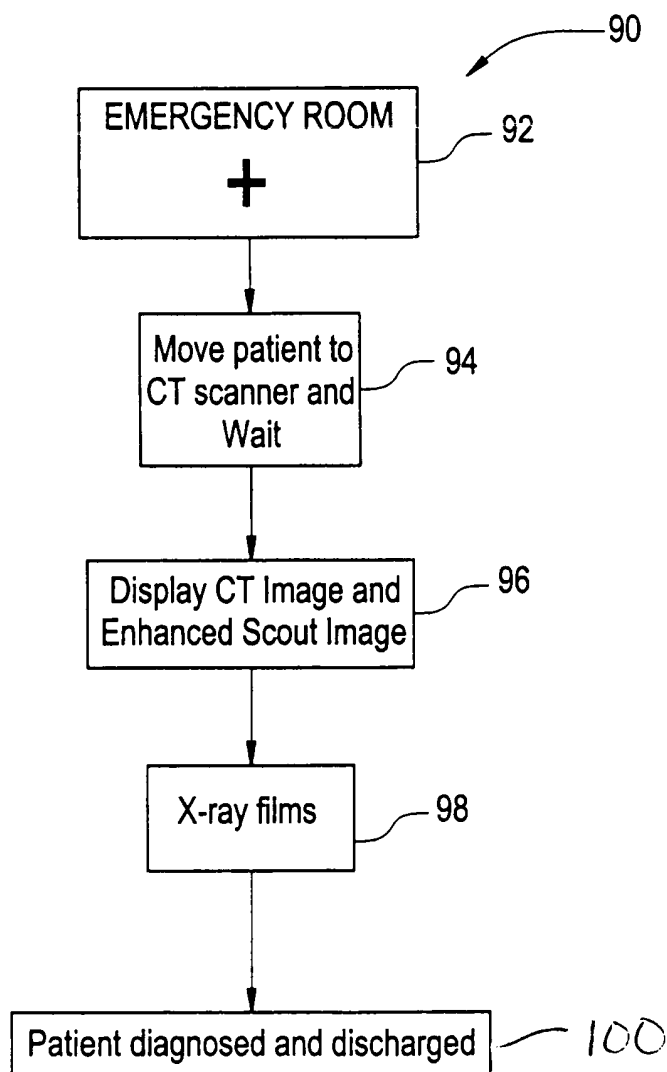 90
EMERGENCY ROOM
+
92
Move patient to
CT scanner and
Wait
94
Display CT Image and
Enhanced Scout Image
96
X-ray films
98
Patient diagnosed and discharged
100